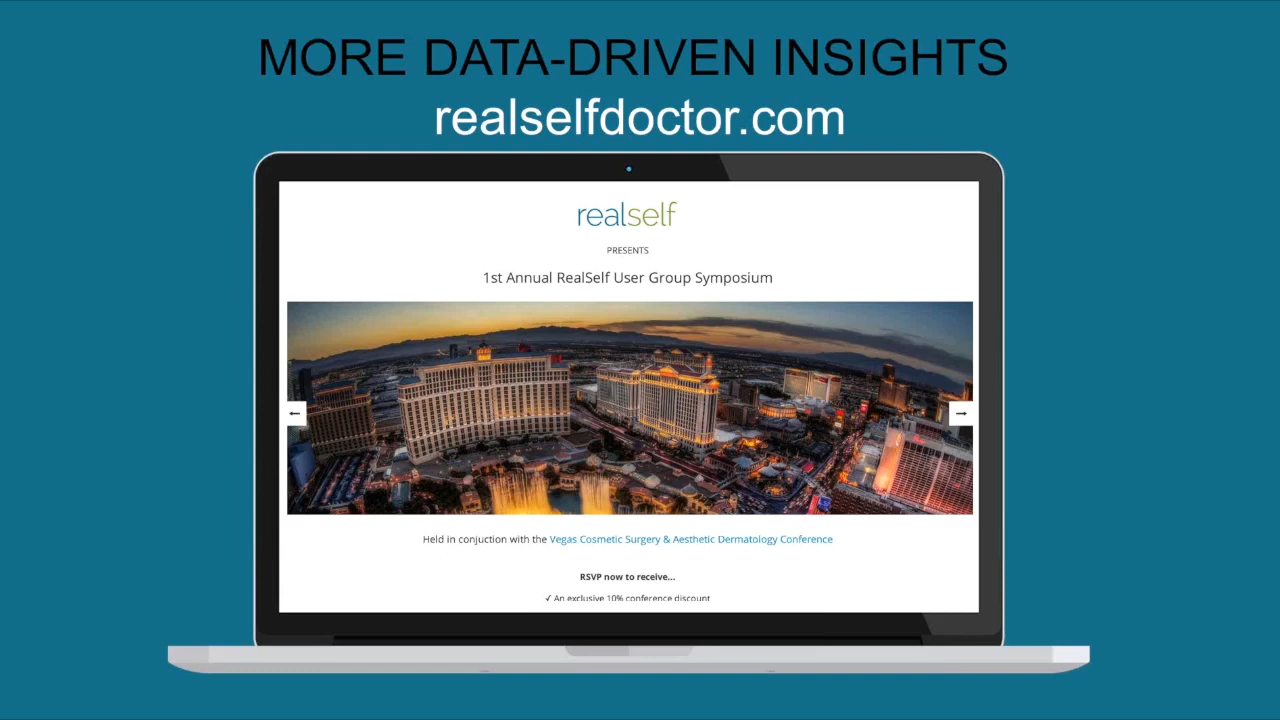 MORE DATA-DRIVEN INSIGHTS
realselfdoctor.com
realself
PRESENTS
1st Annual RealSelf User Group Symposium
Held in conjuction with the Vegas Cosmetic Surgery & Aesthetic Dermatology Conference
RSVP now to receive...
✓ An exclusive 10% conference discount